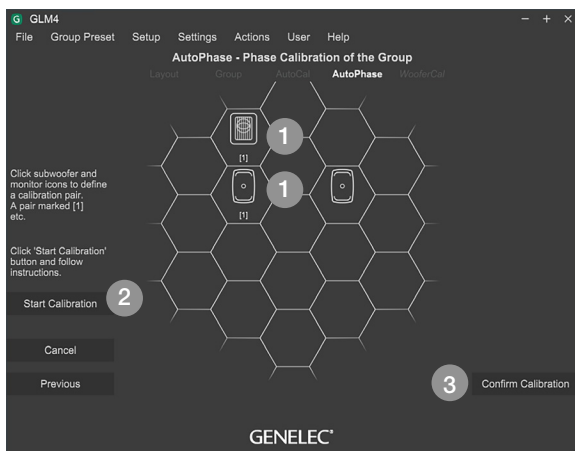 G GLM4
File Group Preset Setup Settings Actions User Help
AutoPhase - Phase Calibration of the Group
Layout Group AutoCal AutoPhase WooferCal
1
[1]
1
[1]
Click subwoofer and
monitor icons to define
a calibration pair.
A pair marked [1]
etc.
Click 'Start Calibration'
button and follow
instructions.
Start Calibration 2
Cancel
Previous
3 Confirm Calibration
GENELEC®